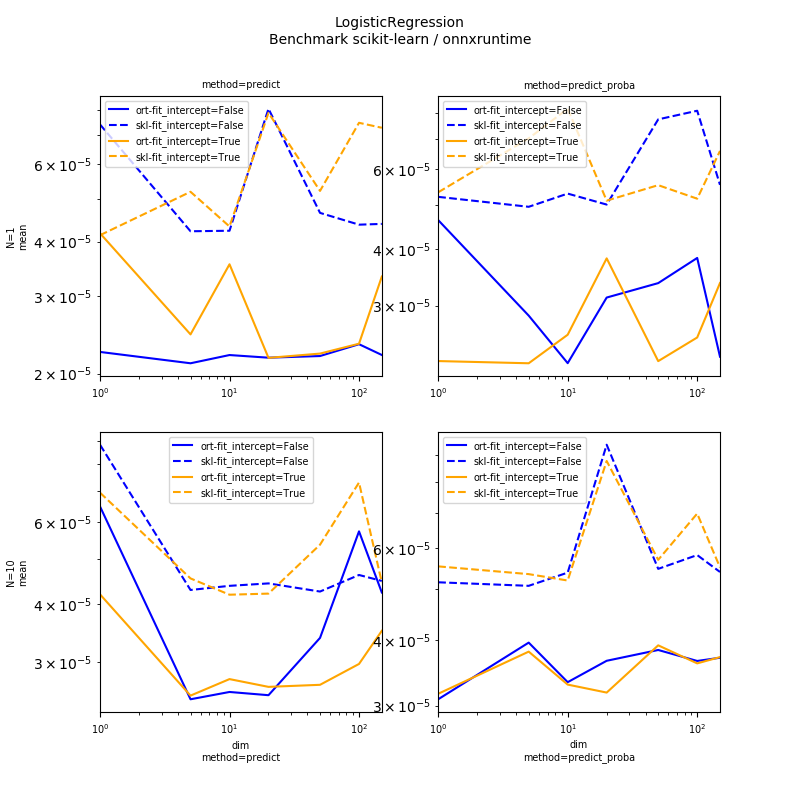 LogisticRegression
Benchmark scikit-learn / onnxruntime
method=predict
ort-fit_intercept=False
skl-fit_intercept=False
ort-fit_intercept=True
skl-fit_intercept=True
6 × 10⁻⁵
4 × 10⁻⁵
3 × 10⁻⁵
2 × 10⁻⁵
N=1
mean
10⁰ 10¹ 10²
method=predict_proba
ort-fit_intercept=False
skl-fit_intercept=False
ort-fit_intercept=True
skl-fit_intercept=True
6 × 10⁻⁵
4 × 10⁻⁵
3 × 10⁻⁵
10⁰ 10¹ 10²
ort-fit_intercept=False
skl-fit_intercept=False
ort-fit_intercept=True
skl-fit_intercept=True
6 × 10⁻⁵
4 × 10⁻⁵
3 × 10⁻⁵
N=10
mean
10⁰ 10¹ 10²
dim
method=predict
ort-fit_intercept=False
skl-fit_intercept=False
ort-fit_intercept=True
skl-fit_intercept=True
6 × 10⁻⁵
4 × 10⁻⁵
3 × 10⁻⁵
10⁰ 10¹ 10²
dim
method=predict_proba